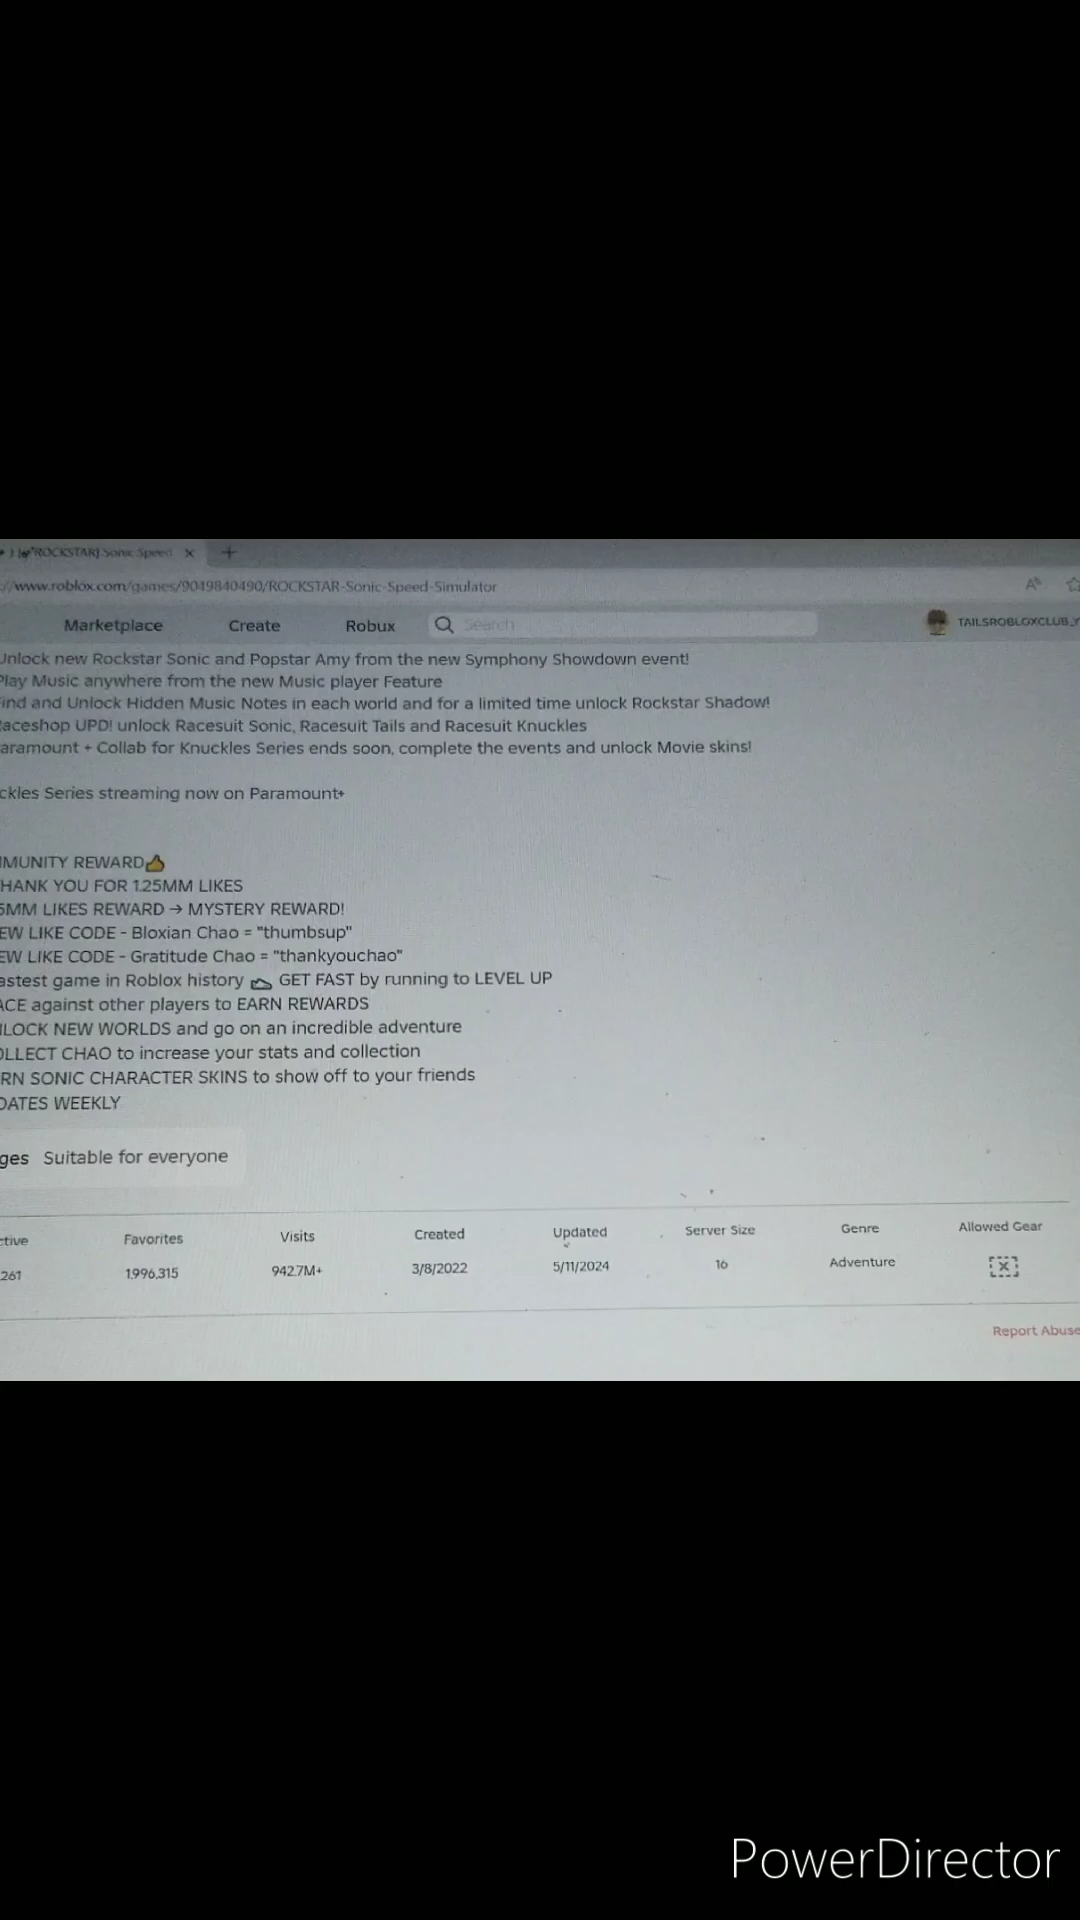 ROCKSTAR] Sonic Speed × +
//www.roblox.com/games/9049840490/ROCKSTAR-Sonic-Speed-Simulator
Marketplace Create Robux Search TAILSROBLOXCLUB_Y
Unlock new Rockstar Sonic and Popstar Amy from the new Symphony Showdown event!
Play Music anywhere from the new Music player Feature
Find and Unlock Hidden Music Notes in each world and for a limited time unlock Rockstar Shadow!
aceshop UPD! unlock Racesuit Sonic, Racesuit Tails and Racesuit Knuckles
aramount + Collab for Knuckles Series ends soon, complete the events and unlock Movie skins!
ckles Series streaming now on Paramount+
MUNITY REWARD👍
HANK YOU FOR 1.25MM LIKES
5MM LIKES REWARD → MYSTERY REWARD!
EW LIKE CODE - Bloxian Chao = "thumbsup"
EW LIKE CODE - Gratitude Chao = "thankyouchao"
astest game in Roblox history 👟 GET FAST by running to LEVEL UP
ACE against other players to EARN REWARDS
NLOCK NEW WORLDS and go on an incredible adventure
OLLECT CHAO to increase your stats and collection
RN SONIC CHARACTER SKINS to show off to your friends
DATES WEEKLY
ges Suitable for everyone
ctive Favorites Visits Created Updated Server Size Genre Allowed Gear
261 1,996,315 942.7M+ 3/8/2022 5/11/2024 16 Adventure
Report Abuse
PowerDirector